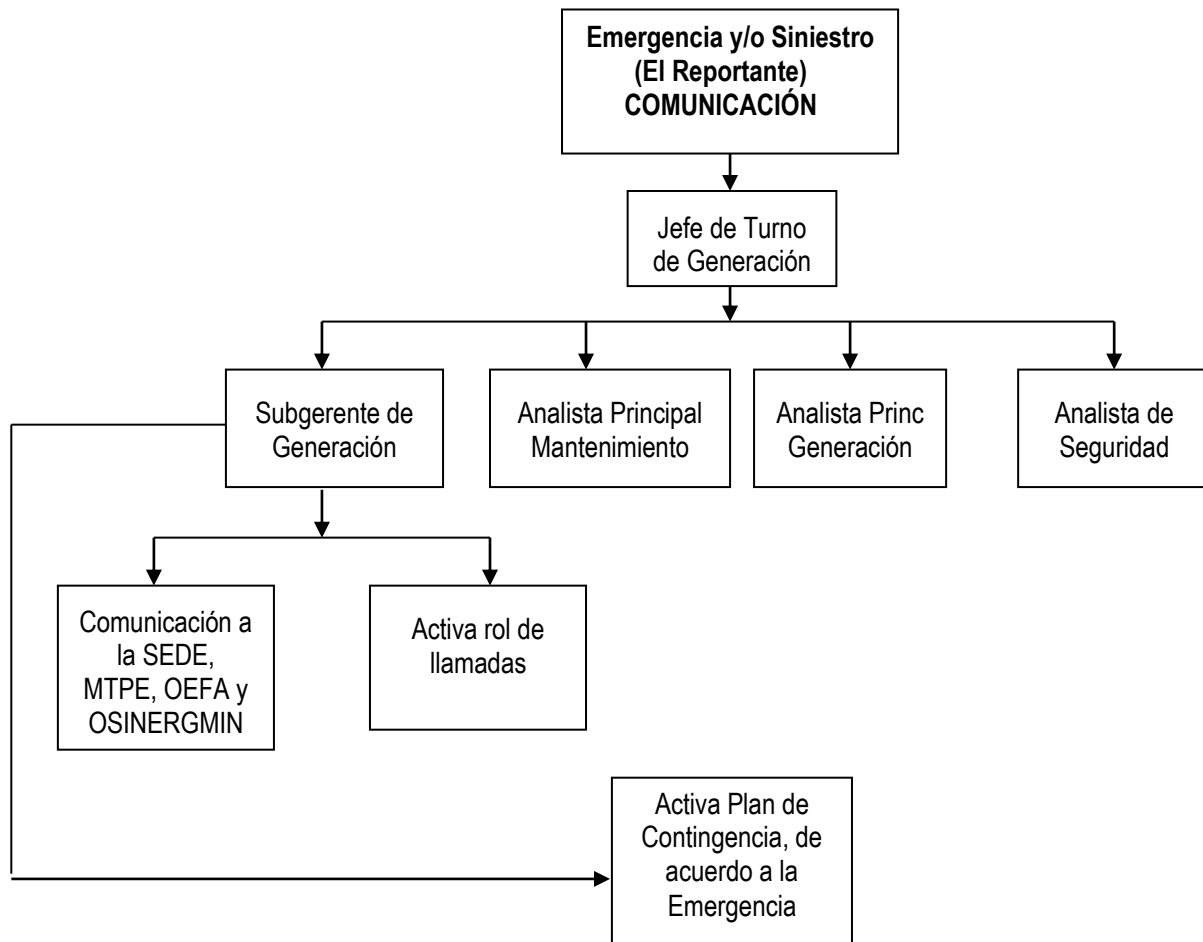 Emergencia y/o Siniestro
(El Reportante)
COMUNICACIÓN
Jefe de Turno
de Generación
Subgerente de
Generación
Analista Principal
Mantenimiento
Analista Princ
Generación
Analista de
Seguridad
Comunicación a
la SEDE,
MTPE, OEFA y
OSINERGMIN
Activa rol de
llamadas
Activa Plan de
Contingencia, de
acuerdo a la
Emergencia